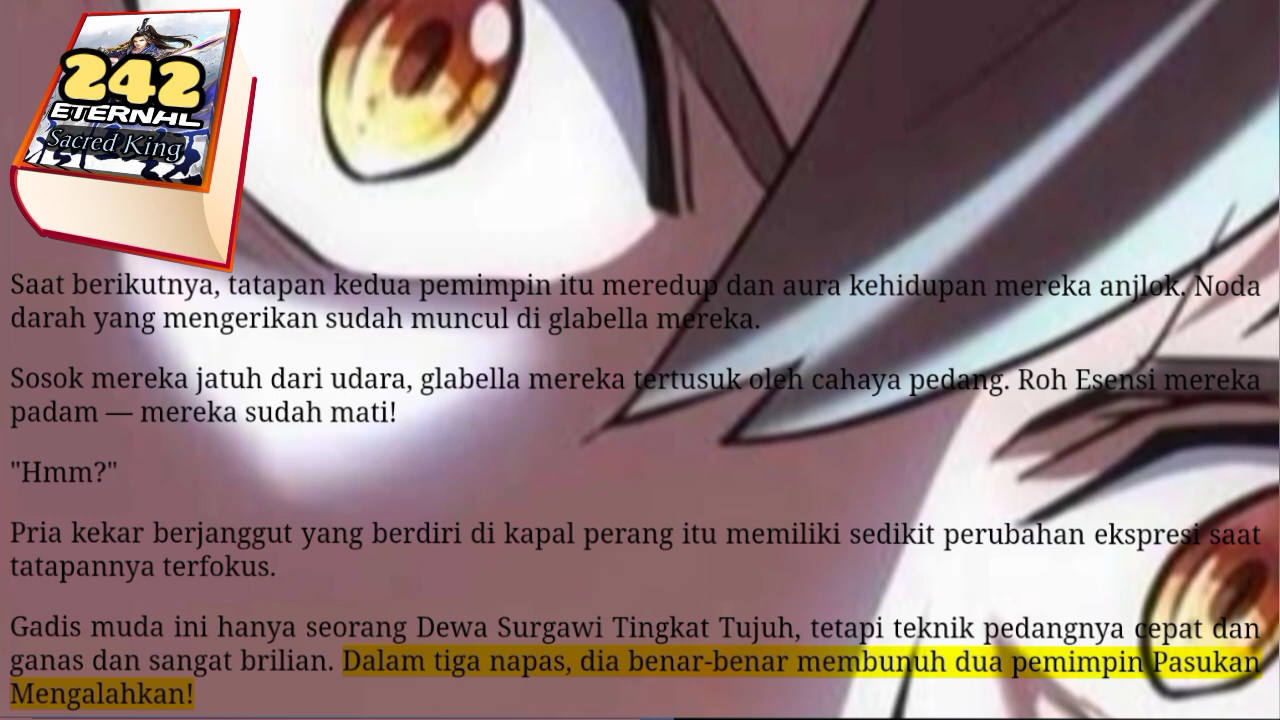 242
ETERNAL
Sacred King
Saat berikutnya, tatapan kedua pemimpin itu meredup dan aura kehidupan mereka anjlok. Noda
darah yang mengerikan sudah muncul di glabella mereka.
Sosok mereka jatuh dari udara, glabella mereka tertusuk oleh cahaya pedang. Roh Esensi mereka
padam — mereka sudah mati!
"Hmm?"
Pria kekar berjanggut yang berdiri di kapal perang itu memiliki sedikit perubahan ekspresi saat
tatapannya terfokus.
Gadis muda ini hanya seorang Dewa Surgawi Tingkat Tujuh, tetapi teknik pedangnya cepat dan
ganas dan sangat brilian. Dalam tiga napas, dia benar-benar membunuh dua pemimpin Pasukan
Mengalahkan!